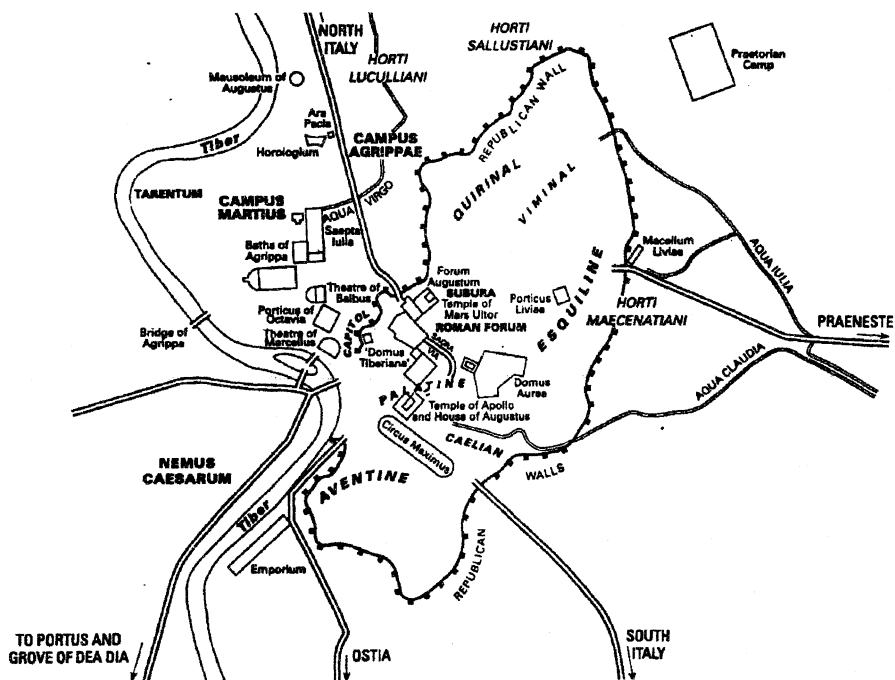 NORTH
ITALY
HORTI
LUCULLIANI
HORTI
SALLUSTIANI
Praetorian
Camp
Mausoleum of
Augustus
Ara
Pacis
Horologium
CAMPUS
AGRIPPAE
REPUBLICAN WALL
Tiber
TARENTUM
CAMPUS
MARTIUS
AQUA VIRGO
Saepta
Iulia
Baths of
Agrippa
QUIRINAL
VIMINAL
ESQUILINE
Macellum
Liviae
AQUA IULIA
Theatre of
Balbus
Forum
Augustum
SUBURA
Temple of
Mars Ultor
ROMAN FORUM
Porticus
Liviae
HORTI
MAECENATIANI
PRAENESTE
Porticus of
Octavia
Theatre of
Marcellus
CAPITOL
Bridge of
Agrippa
'Domus
Tiberiana'
SACRA
VIA
PALATINE
Domus
Aurea
AQUA CLAUDIA
Temple of Apollo
and House of Augustus
Circus Maximus
CAELIAN
NEMUS
CAESARUM
AVENTINE
REPUBLICAN
WALLS
Tiber
Emporium
TO PORTUS AND
GROVE OF DEA DIA
OSTIA
SOUTH
ITALY